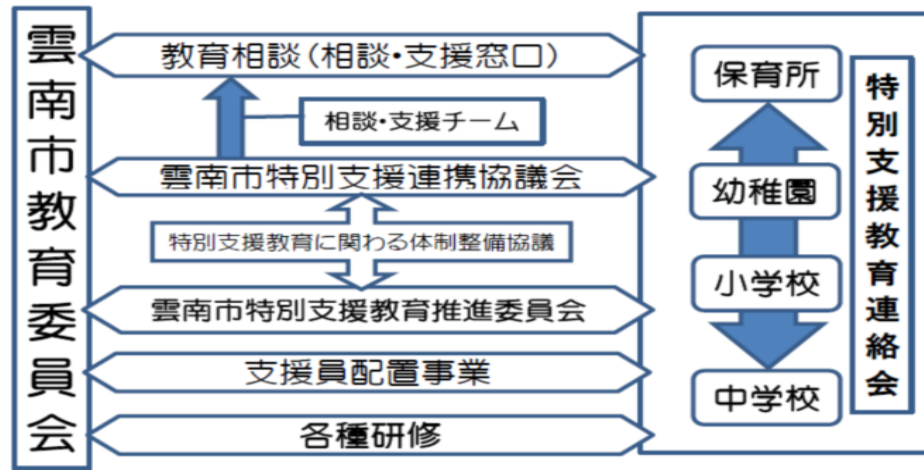 雲南市教育委員会
教育相談(相談・支援窓口)
相談・支援チーム
雲南市特別支援連携協議会
特別支援教育に関わる体制整備協議
雲南市特別支援教育推進委員会
支援員配置事業
各種研修
保育所
幼稚園
小学校
中学校
特別支援教育連絡会